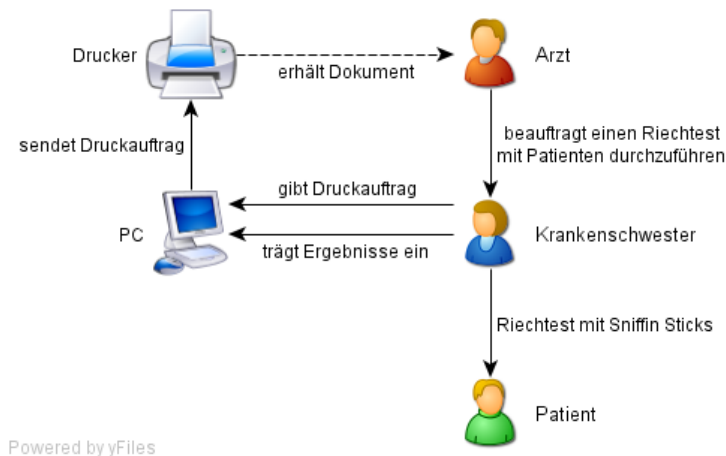 Drucker
erhält Dokument
Arzt
sendet Druckauftrag
beauftragt einen Riechtest
mit Patienten durchzuführen
gibt Druckauftrag
PC
trägt Ergebnisse ein
Krankenschwester
Riechtest mit Sniffin Sticks
Patient
Powered by yFiles